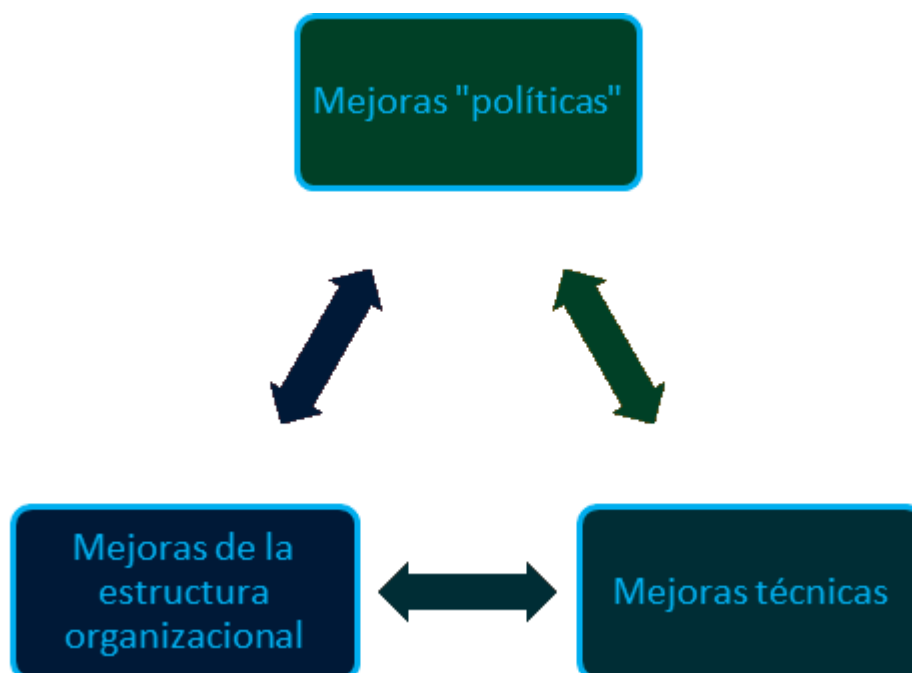 Mejoras "políticas"
Mejoras de la
estructura
organizacional
Mejoras técnicas